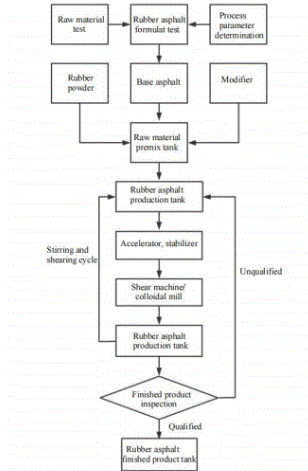 Raw material
test
Rubber asphalt
formulat test
Process
parameter
determination
Rubber
powder
Base asphalt
Modifier
Raw material
premix tank
Rubber asphalt
production tank
Stirring and
shearing cycle
Accelerator, stabilizer
Unqualified
Shear machine/
colloidal mill
Rubber asphalt
production tank
Finished product
inspection
Qualified
Rubber asphalt
finished product tank